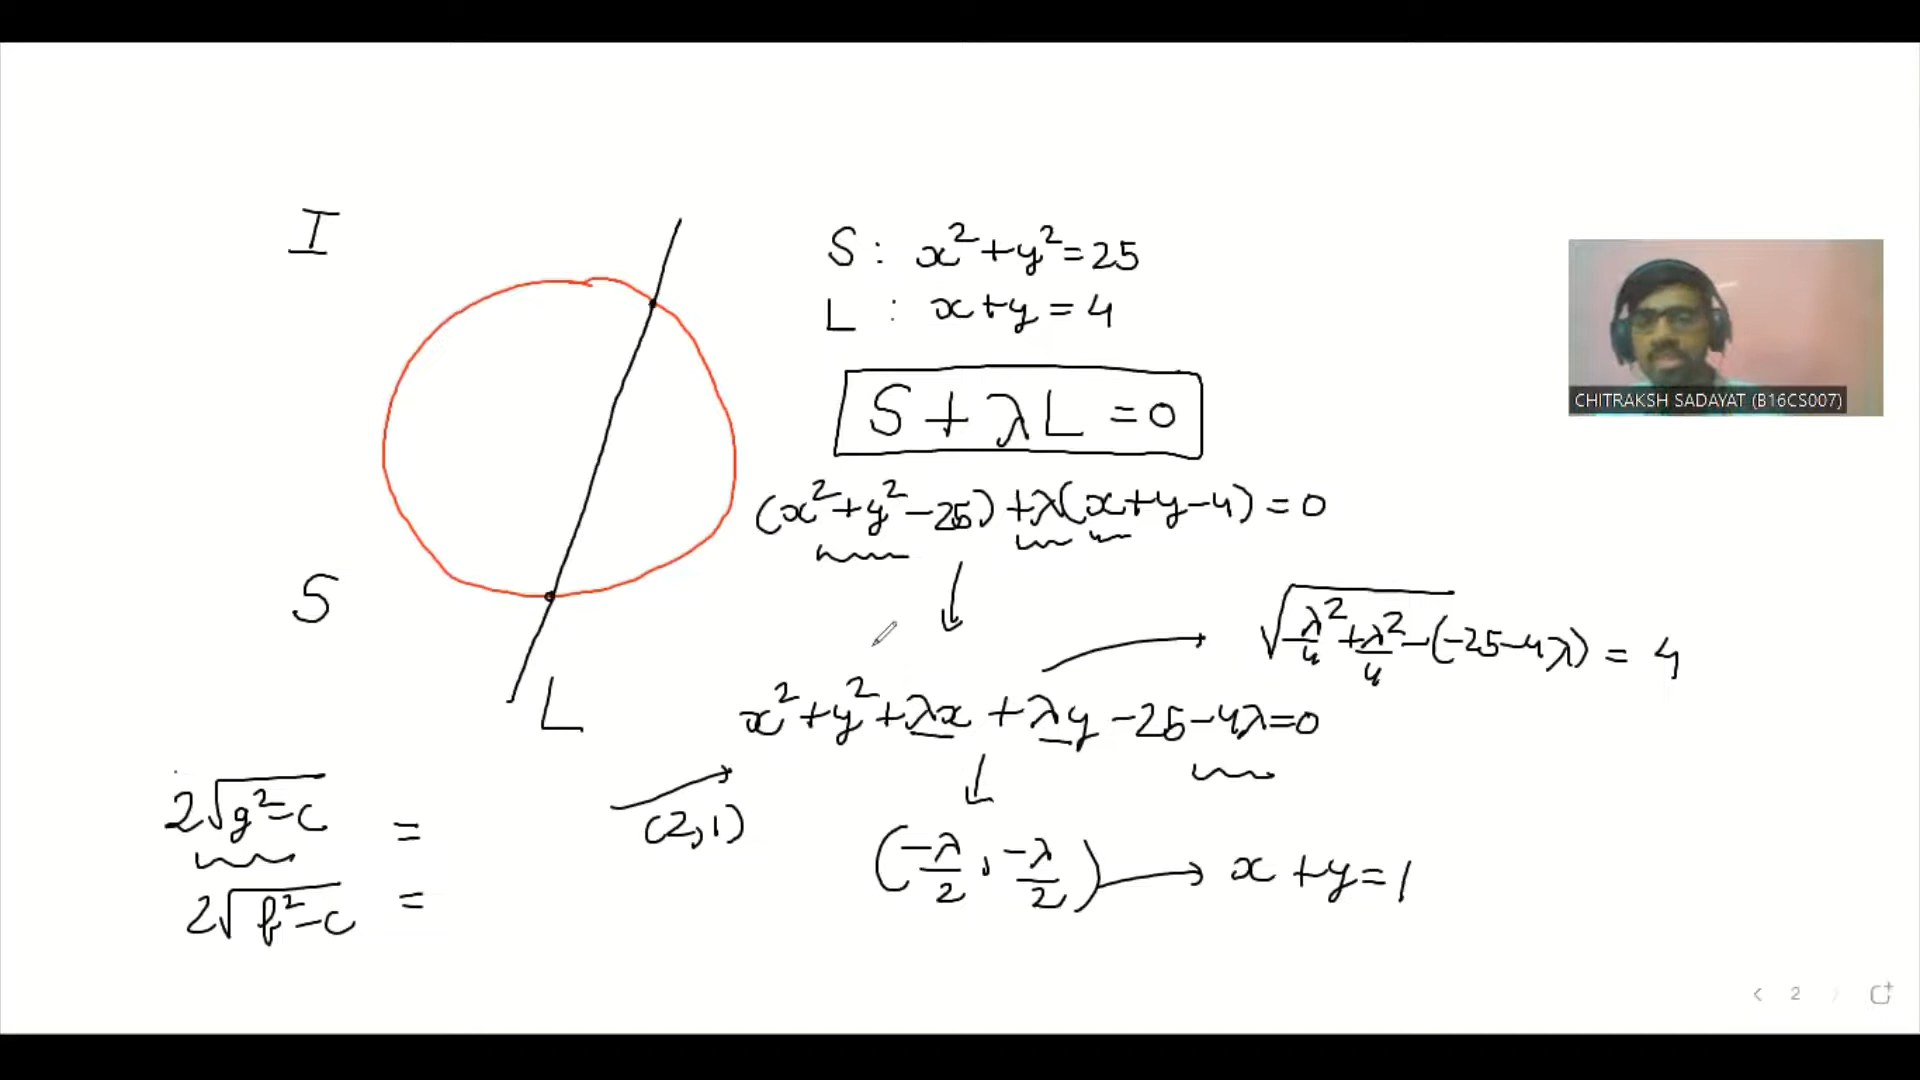 I
S : x²+y²=25
L : x+y=4
S+λL=0
(x²+y²-25)+λ(x+y-4)=0
CHITRAKSH SADAYAT (B16CS007)
S
L
√(λ²/4+λ²/4-(-25-4λ)) = 4
x²+y²+λx+λy-25-4λ=0
2√(g²-c) =
(2,1)
(-λ/2, -λ/2) → x+y=1
2√(f²-c) =
2